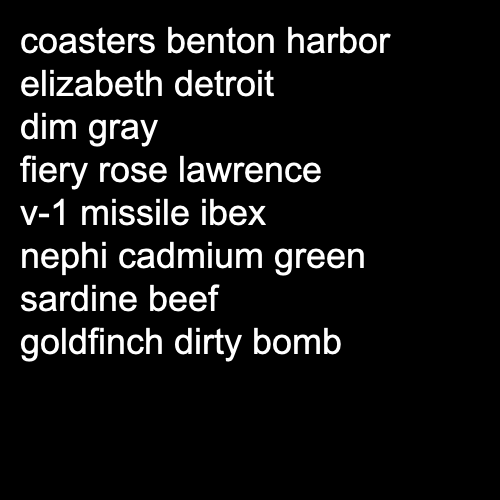 coasters benton harbor
elizabeth detroit
dim gray
fiery rose lawrence
v-1 missile ibex
nephi cadmium green
sardine beef
goldfinch dirty bomb